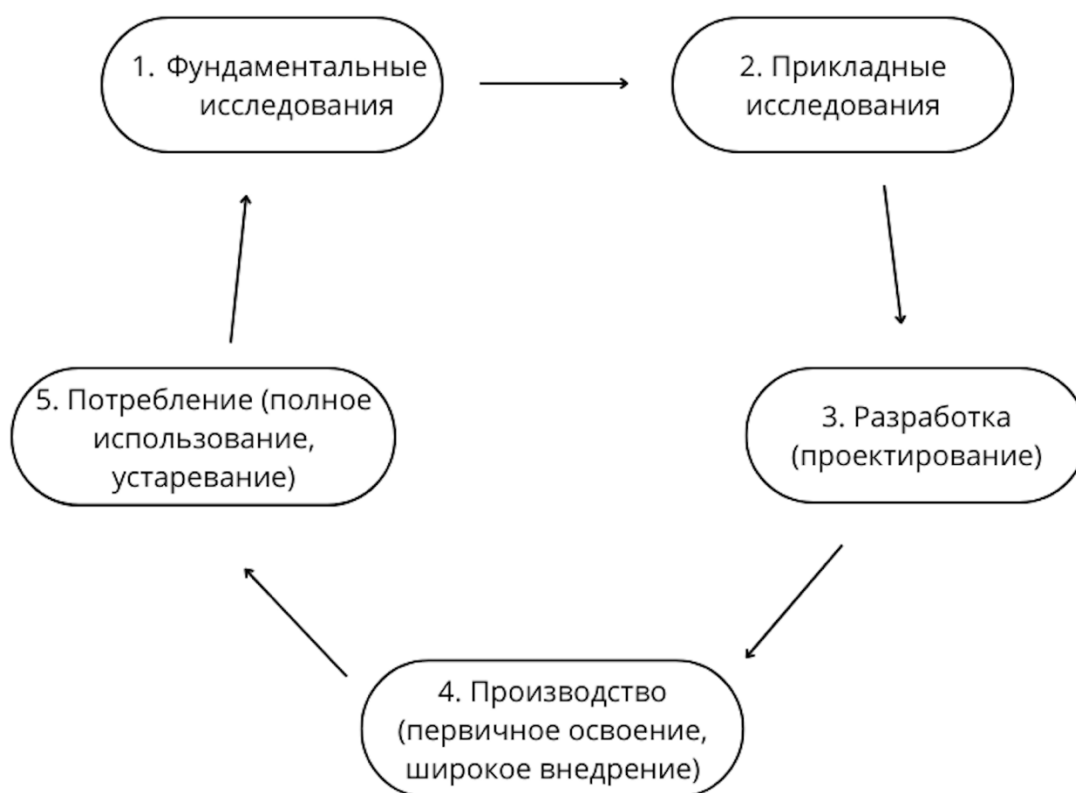 1. Фундаментальные
исследования
2. Прикладные
исследования
3. Разработка
(проектирование)
4. Производство
(первичное освоение,
широкое внедрение)
5. Потребление (полное
использование,
устаревание)